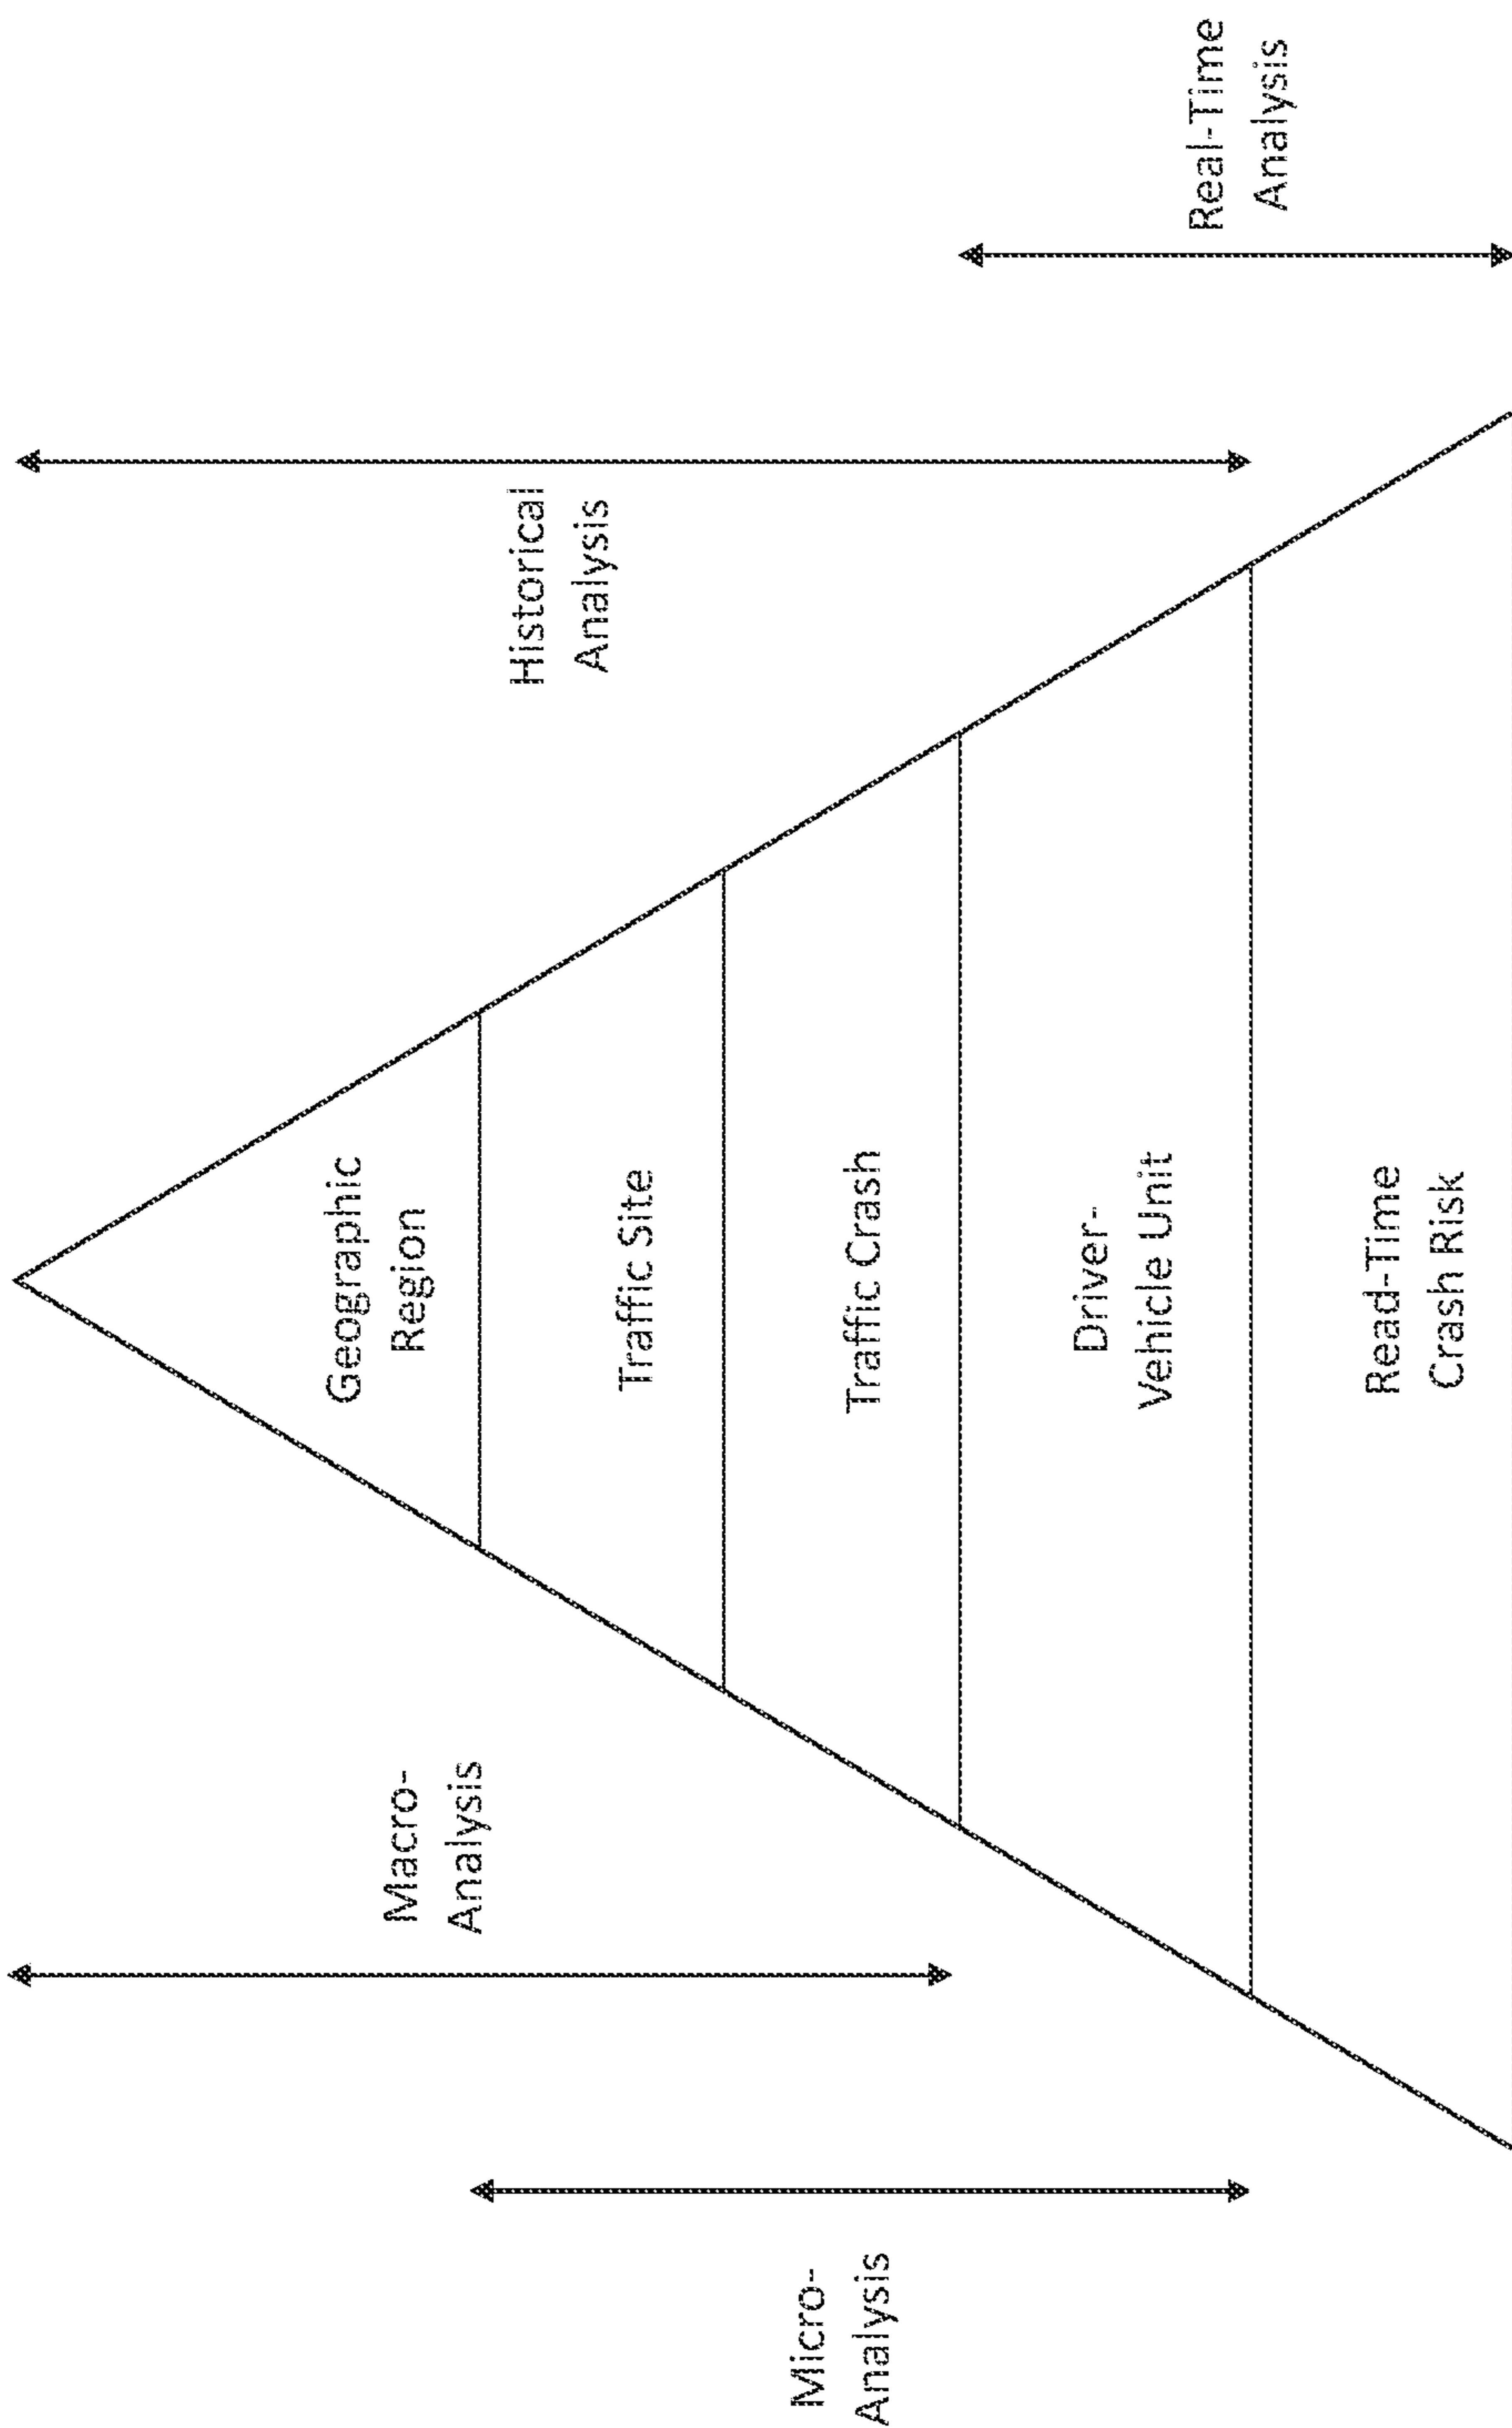 Geographic
Region
Traffic Site
Traffic Crash
Driver-
Vehicle Unit
Read-Time
Crash Risk
Macro-
Analysis
Micro-
Analysis
Historical
Analysis
Real-Time
Analysis